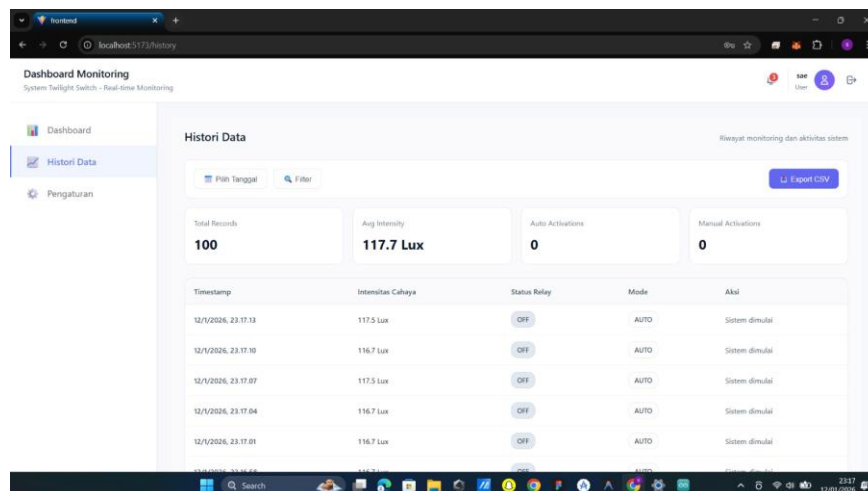 frontend
localhost:5173/history
Dashboard Monitoring
System Twilight Switch - Real-time Monitoring
sae
User
Dashboard
Histori Data
Pengaturan
Histori Data
Riwayat monitoring dan aktivitas sistem
Pilih Tanggal
Filter
Export CSV
Total Records
100
Avg Intensity
117.7 Lux
Auto Activations
0
Manual Activations
0
Timestamp Intensitas Cahaya Status Relay Mode Aksi
12/1/2026, 23.17.13 117.5 Lux OFF AUTO Sistem dimulai
12/1/2026, 23.17.10 116.7 Lux OFF AUTO Sistem dimulai
12/1/2026, 23.17.07 117.5 Lux OFF AUTO Sistem dimulai
12/1/2026, 23.17.04 116.7 Lux OFF AUTO Sistem dimulai
12/1/2026, 23.17.01 116.7 Lux OFF AUTO Sistem dimulai
Search
23:17
12/01/2026